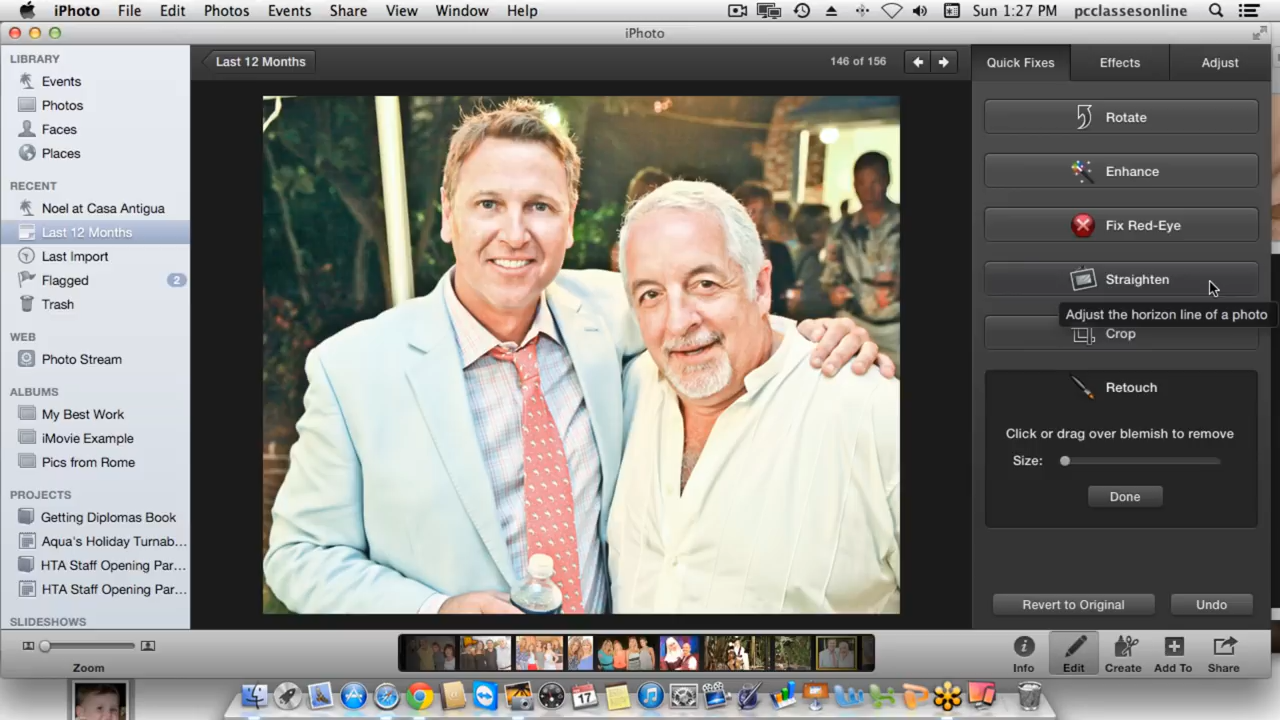 iPhoto File Edit Photos Events Share View Window Help
Sun 1:27 PM pcclassesonline
iPhoto
LIBRARY
Events
Photos
Faces
Places
RECENT
Noel at Casa Antigua
Last 12 Months
Last Import
Flagged 2
Trash
WEB
Photo Stream
ALBUMS
My Best Work
iMovie Example
Pics from Rome
PROJECTS
Getting Diplomas Book
Aqua's Holiday Turnab...
HTA Staff Opening Par...
HTA Staff Opening Par...
SLIDESHOWS
Zoom
Last 12 Months
146 of 156
Quick Fixes Effects Adjust
Rotate
Enhance
Fix Red-Eye
Straighten
Adjust the horizon line of a photo
Crop
Retouch
Click or drag over blemish to remove
Size:
Done
Revert to Original Undo
Info Edit Create Add To Share
17